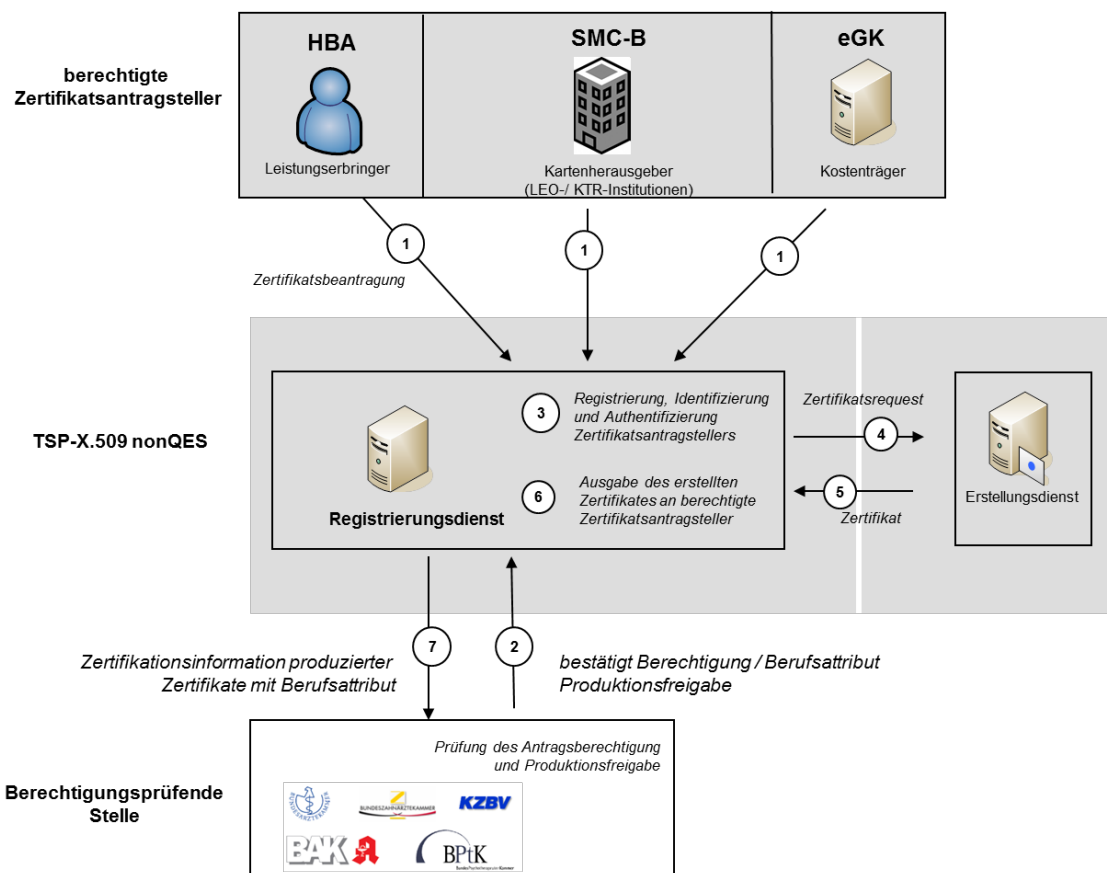 HBA
SMC-B
eGK
berechtigte
Zertifikatsantragsteller
Leistungserbringer
Kartenherausgeber
(LEO-/ KTR-Institutionen)
Kostenträger
1
1
1
Zertifikatsbeantragung
TSP-X.509 nonQES
3
Registrierung, Identifizierung
und Authentifizierung
Zertifikatsantragstellers
6
Ausgabe des erstellten
Zertifikates an berechtigte
Zertifikatsantragsteller
Registrierungsdienst
Zertifikatsrequest
4
5
Zertifikat
Erstellungsdienst
7
2
Zertifikationsinformation produzierter
Zertifikate mit Berufsattribut
bestätigt Berechtigung / Berufsattribut
Produktionsfreigabe
Berechtigungsprüfende
Stelle
Prüfung des Antragsberechtigung
und Produktionsfreigabe
BUNDESÄRZTEKAMMER
BUNDESZAHNÄRZTEKAMMER
KZBV
BAK
BPtK